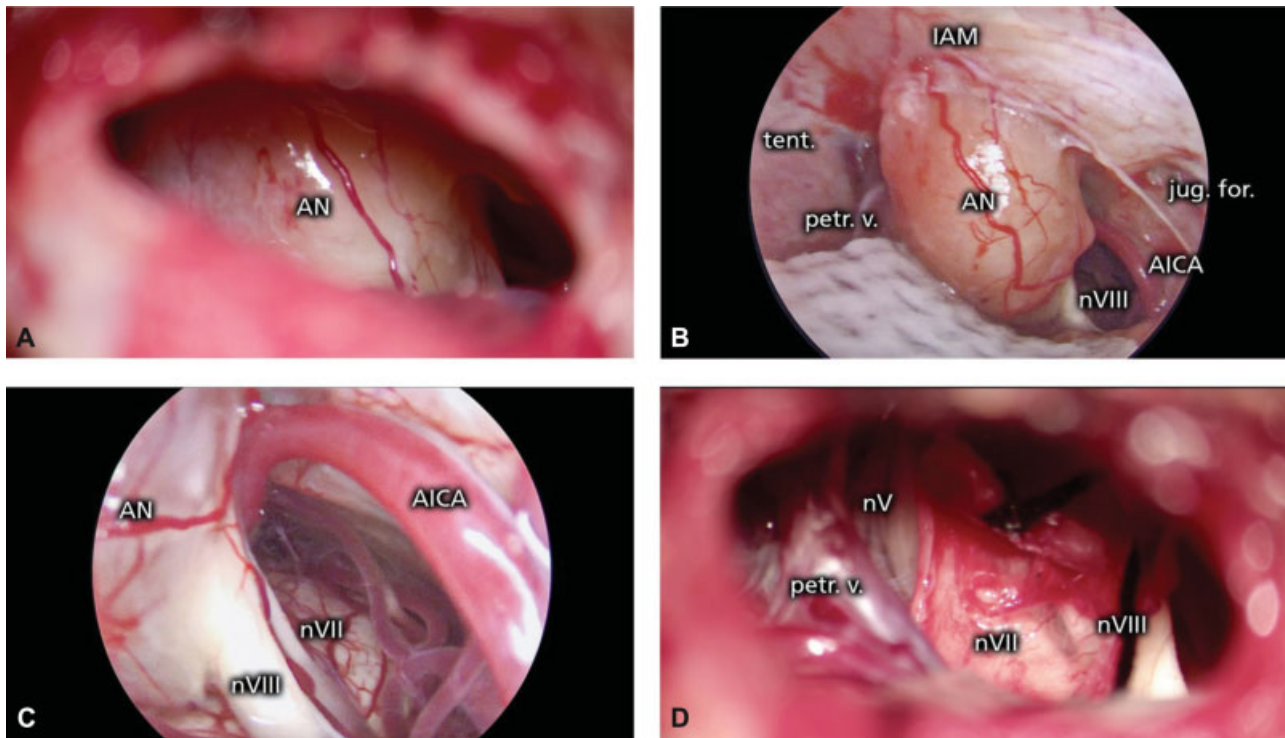 AN
A
IAM
tent.
AN
jug. for.
petr. v.
AICA
nVIII
B
AN
AICA
nVII
nVIII
C
nV
petr. v.
nVII
nVIII
D